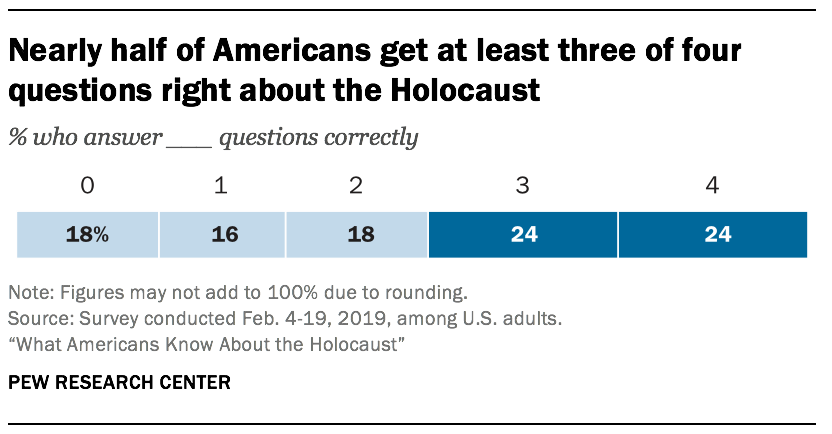 Nearly half of Americans get at least three of four
questions right about the Holocaust
% who answer ___ questions correctly
0 1 2 3 4
18% 16 18 24 24
Note: Figures may not add to 100% due to rounding.
Source: Survey conducted Feb. 4-19, 2019, among U.S. adults.
“What Americans Know About the Holocaust”
PEW RESEARCH CENTER